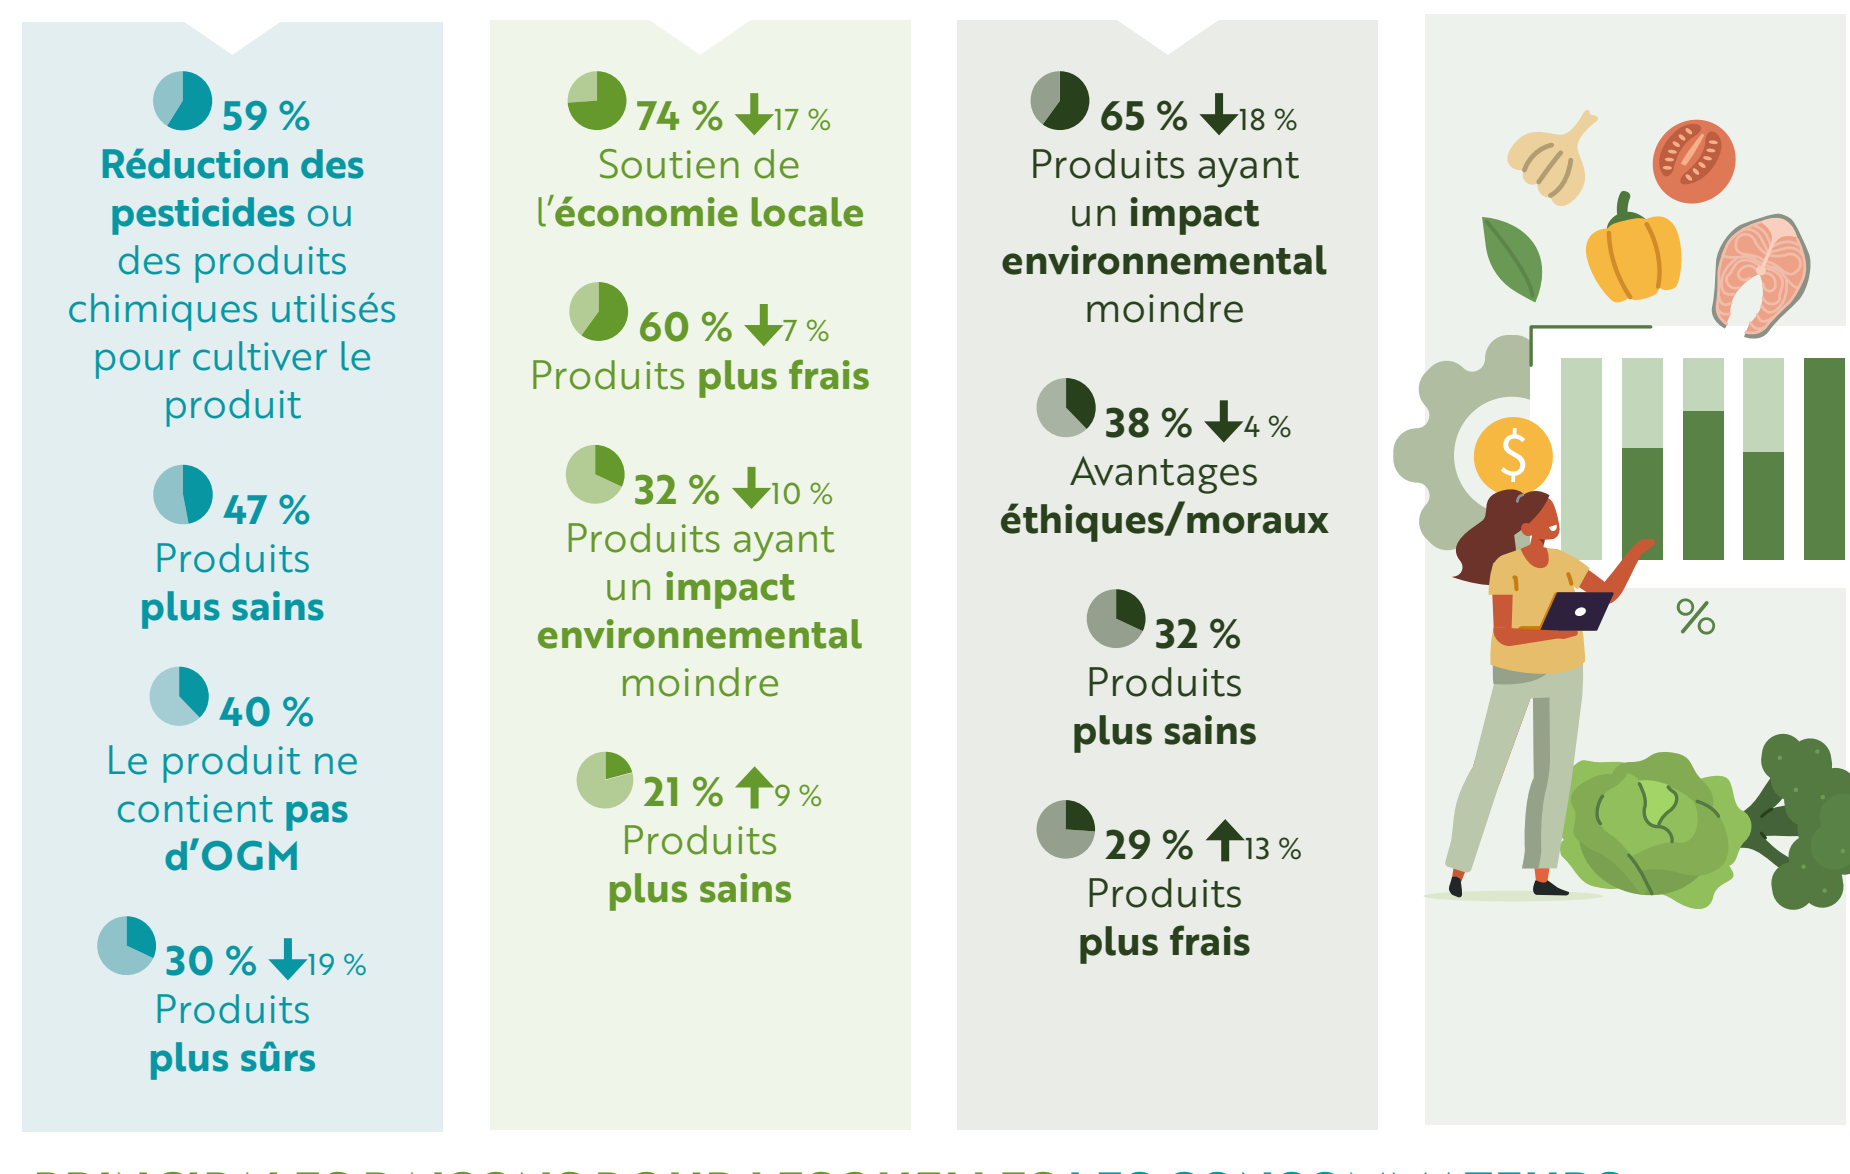 59 %
Réduction des
pesticides ou
des produits
chimiques utilisés
pour cultiver le
produit
47 %
Produits
plus sains
40 %
Le produit ne
contient pas
d'OGM
30 % 19 %
Produits
plus sûrs
74 % 17 %
Soutien de
l'économie locale
60 % 7 %
Produits plus frais
32 % 10 %
Produits ayant
un impact
environnemental
moindre
21 % 9 %
Produits
plus sains
65 % 18 %
Produits ayant
un impact
environnemental
moindre
38 % 4 %
Avantages
éthiques/moraux
32 %
Produits
plus sains
29 % 13 %
Produits
plus frais
$
%